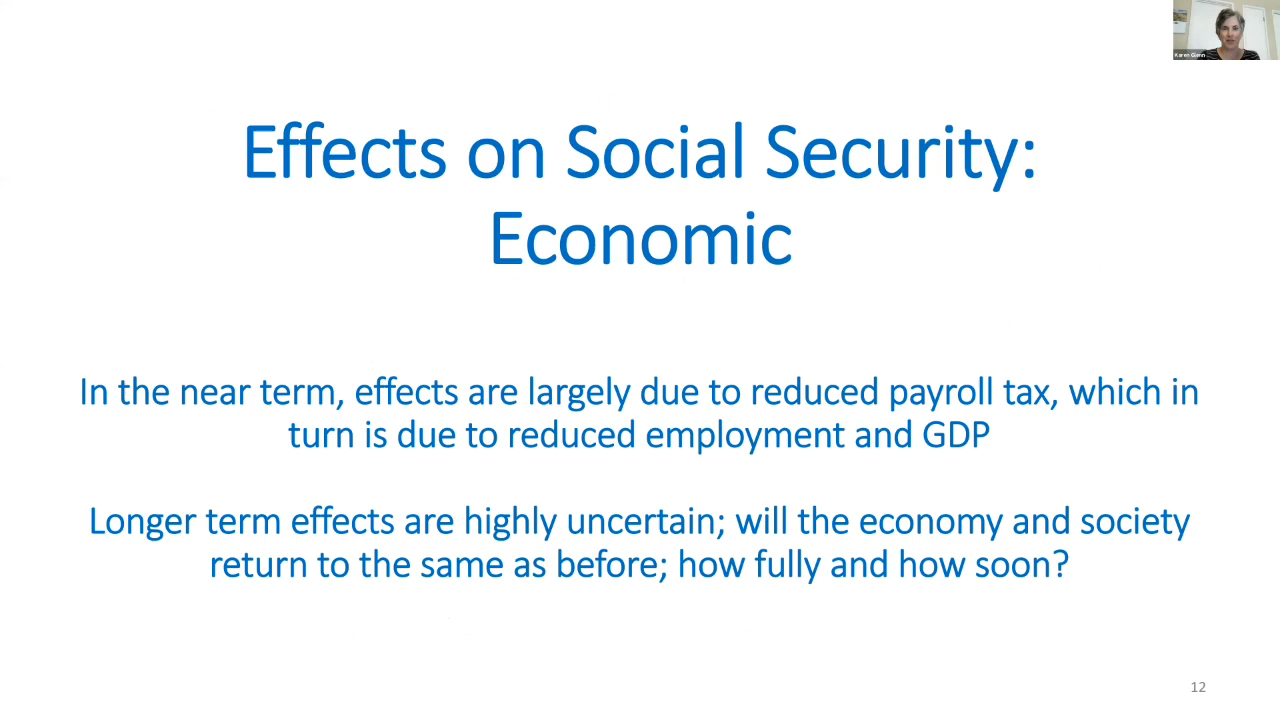 Karen Glenn
Effects on Social Security:
Economic
In the near term, effects are largely due to reduced payroll tax, which in
turn is due to reduced employment and GDP
Longer term effects are highly uncertain; will the economy and society
return to the same as before; how fully and how soon?
12